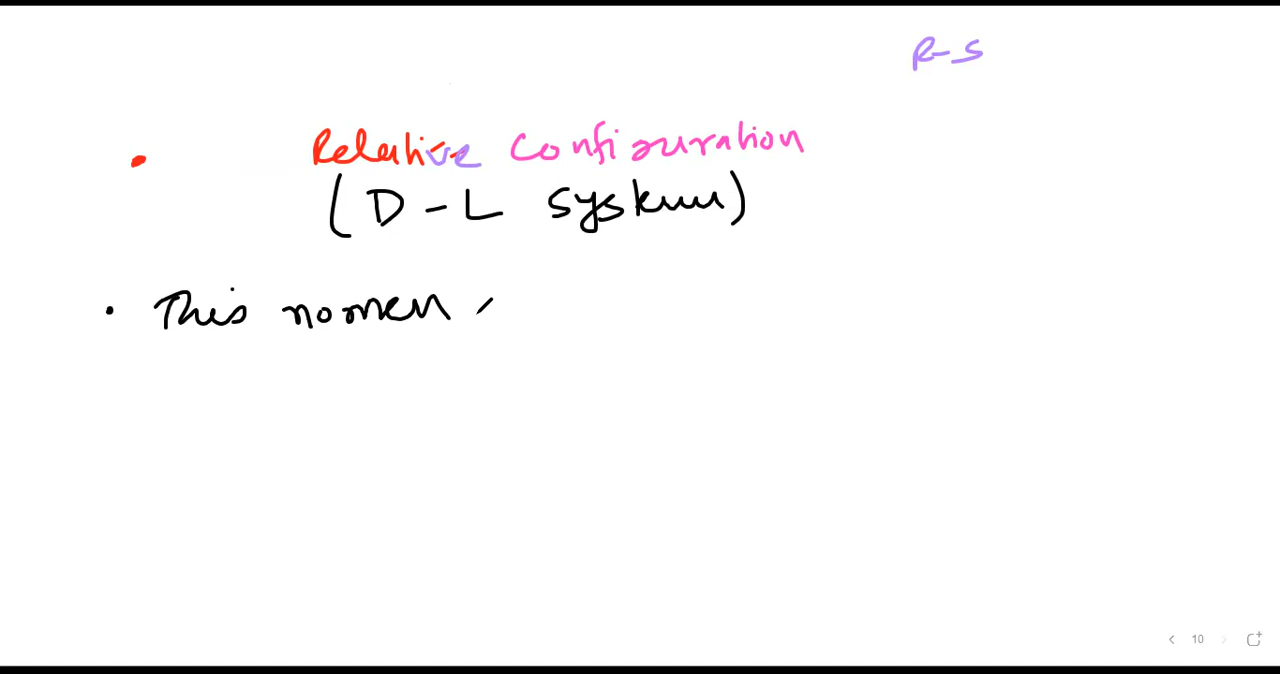 R-S
• Relative Configuration
(D-L System)
• This nomen
10